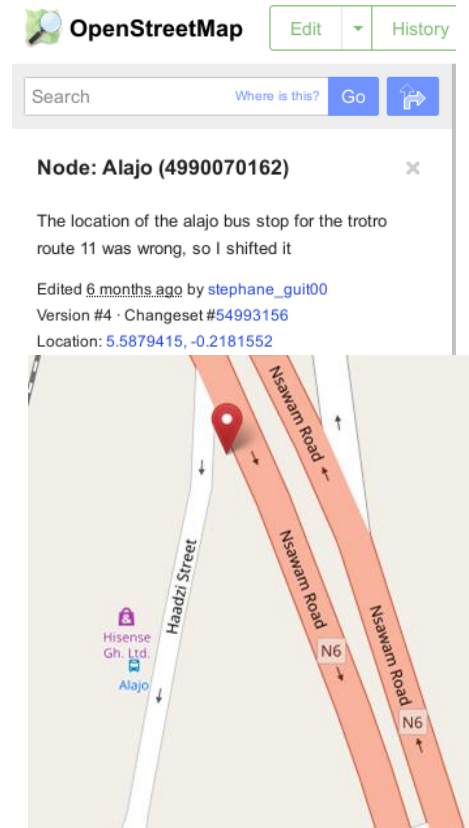 OpenStreetMap
Edit
History
Search
Where is this?
Go
Node: Alajo (4990070162)
The location of the alajo bus stop for the trotro
route 11 was wrong, so I shifted it
Edited 6 months ago by stephane_guit00
Version #4 · Changeset #54993156
Location: 5.5879415, -0.2181552
Nsawam Road
Haadzi Street
Nsawam Road
Hisense
Gh. Ltd.
Alajo
N6
Nsawam Road
N6